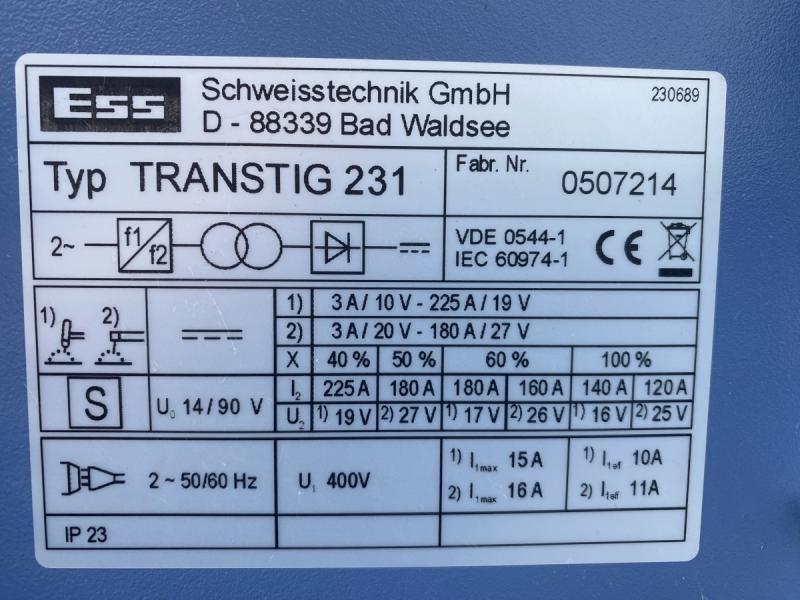 Ess
Schweisstechnik GmbH
D - 88339 Bad Waldsee
230689
Typ TRANSTIG 231
Fabr. Nr. 0507214
2~ f1/f2
VDE 0544-1
IEC 60974-1
CE
1) 2)
1) 3 A / 10 V - 225 A / 19 V
2) 3 A / 20 V - 180 A / 27 V
X 40 % 50 % 60 % 100 %
S
U₀ 14 / 90 V
I₂ 225 A 180 A 180 A 160 A 140 A 120 A
U₂ 1) 19 V 2) 27 V 1) 17 V 2) 26 V 1) 16 V 2) 25 V
2 ~ 50/60 Hz
U₁ 400V
1) I₁max 15 A
2) I₁max 16 A
1) I₁eff 10A
2) I₁eff 11A
IP 23